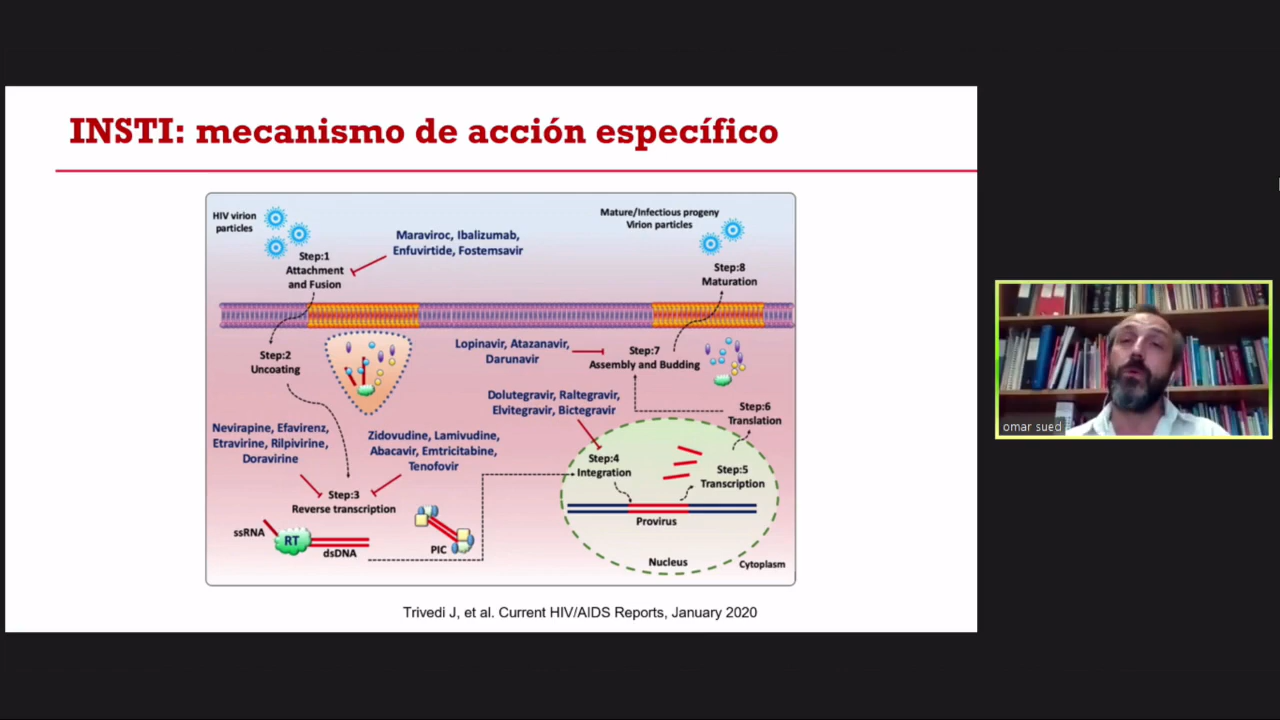 INSTI: mecanismo de acción específico
HIV virion
particles
Step:1
Attachment
and Fusion
Maraviroc, Ibalizumab,
Enfuvirtide, Fostemsavir
Mature/Infectious progeny
Virion particles
Step:8
Maturation
Step:2
Uncoating
Lopinavir, Atazanavir,
Darunavir
Step:7
Assembly and Budding
Dolutegravir, Raltegravir,
Elvitegravir, Bictegravir
Step:6
Translation
Nevirapine, Efavirenz,
Etravirine, Rilpivirine,
Doravirine
Zidovudine, Lamivudine,
Abacavir, Emtricitabine,
Tenofovir
Step:4
Integration
Step:5
Transcription
Step:3
Reverse transcription
Provirus
ssRNA
RT
dsDNA
PIC
Nucleus
Cytoplasm
Trivedi J, et al. Current HIV/AIDS Reports, January 2020
omar sued